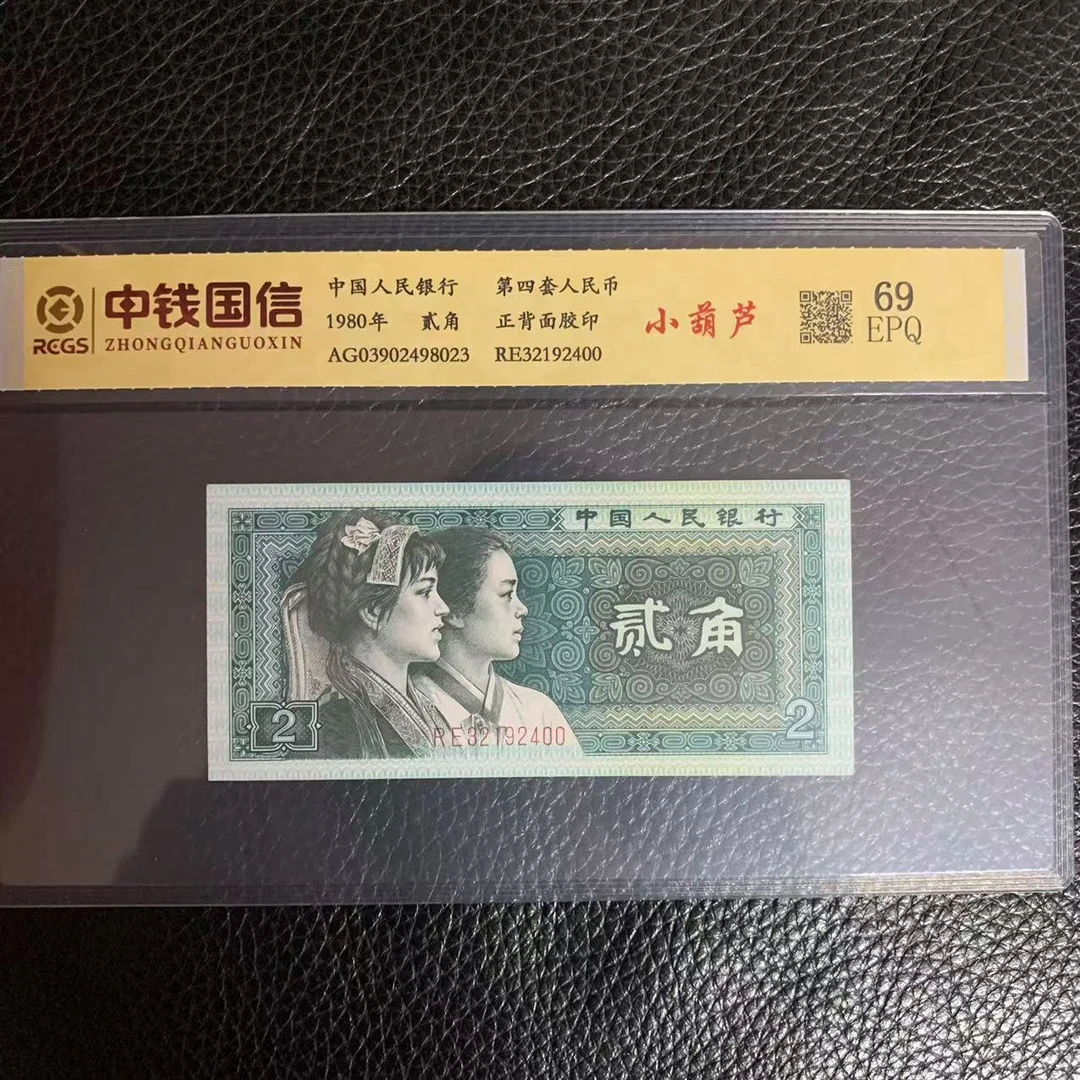 RCGS
中钱国信
ZHONGQIANGUOXIN
中国人民银行 第四套人民币
1980年 贰角 正背面胶印
AG03902498023 RE32192400
小葫芦
69
EPQ
中国人民银行
贰角
2
2
RE32192400